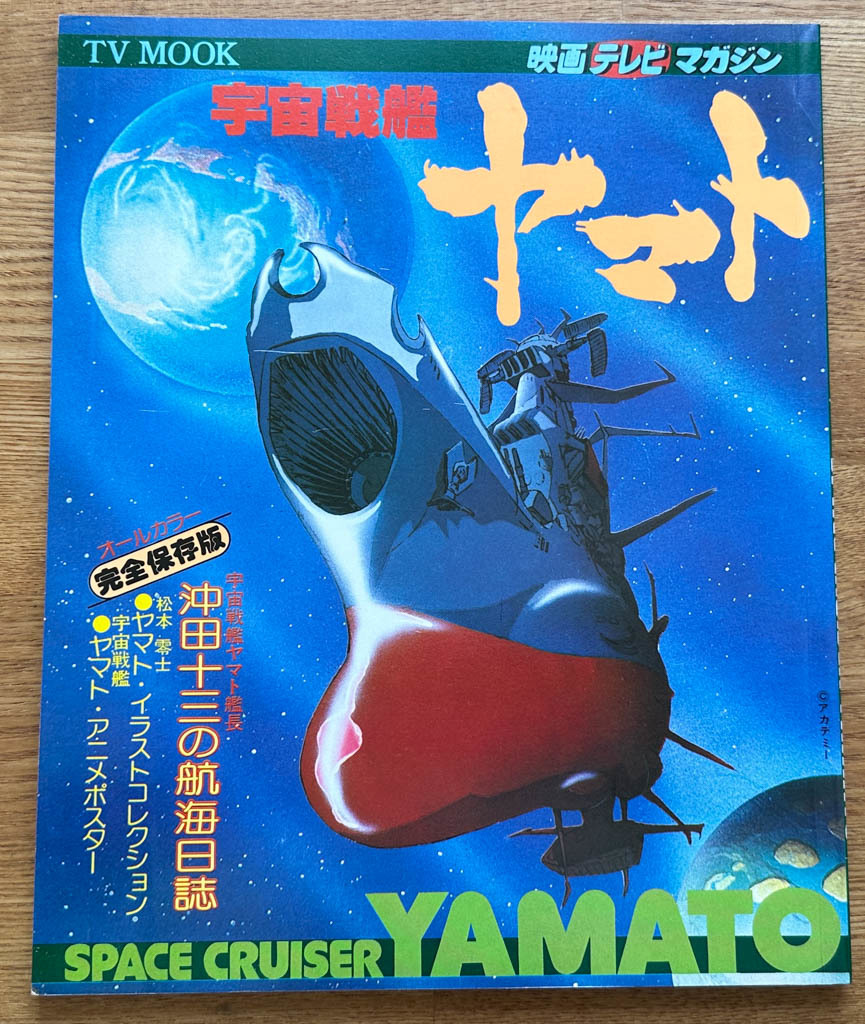 TV MOOK
映画テレビマガジン
宇宙戦艦
ヤマト
オールカラー
完全保存版
宇宙戦艦ヤマト艦長
沖田十三の航海日誌
松本零士
●ヤマト・イラストコレクション
宇宙戦艦
●ヤマト・アニメポスター
©アカデミー
SPACE CRUISER YAMATO